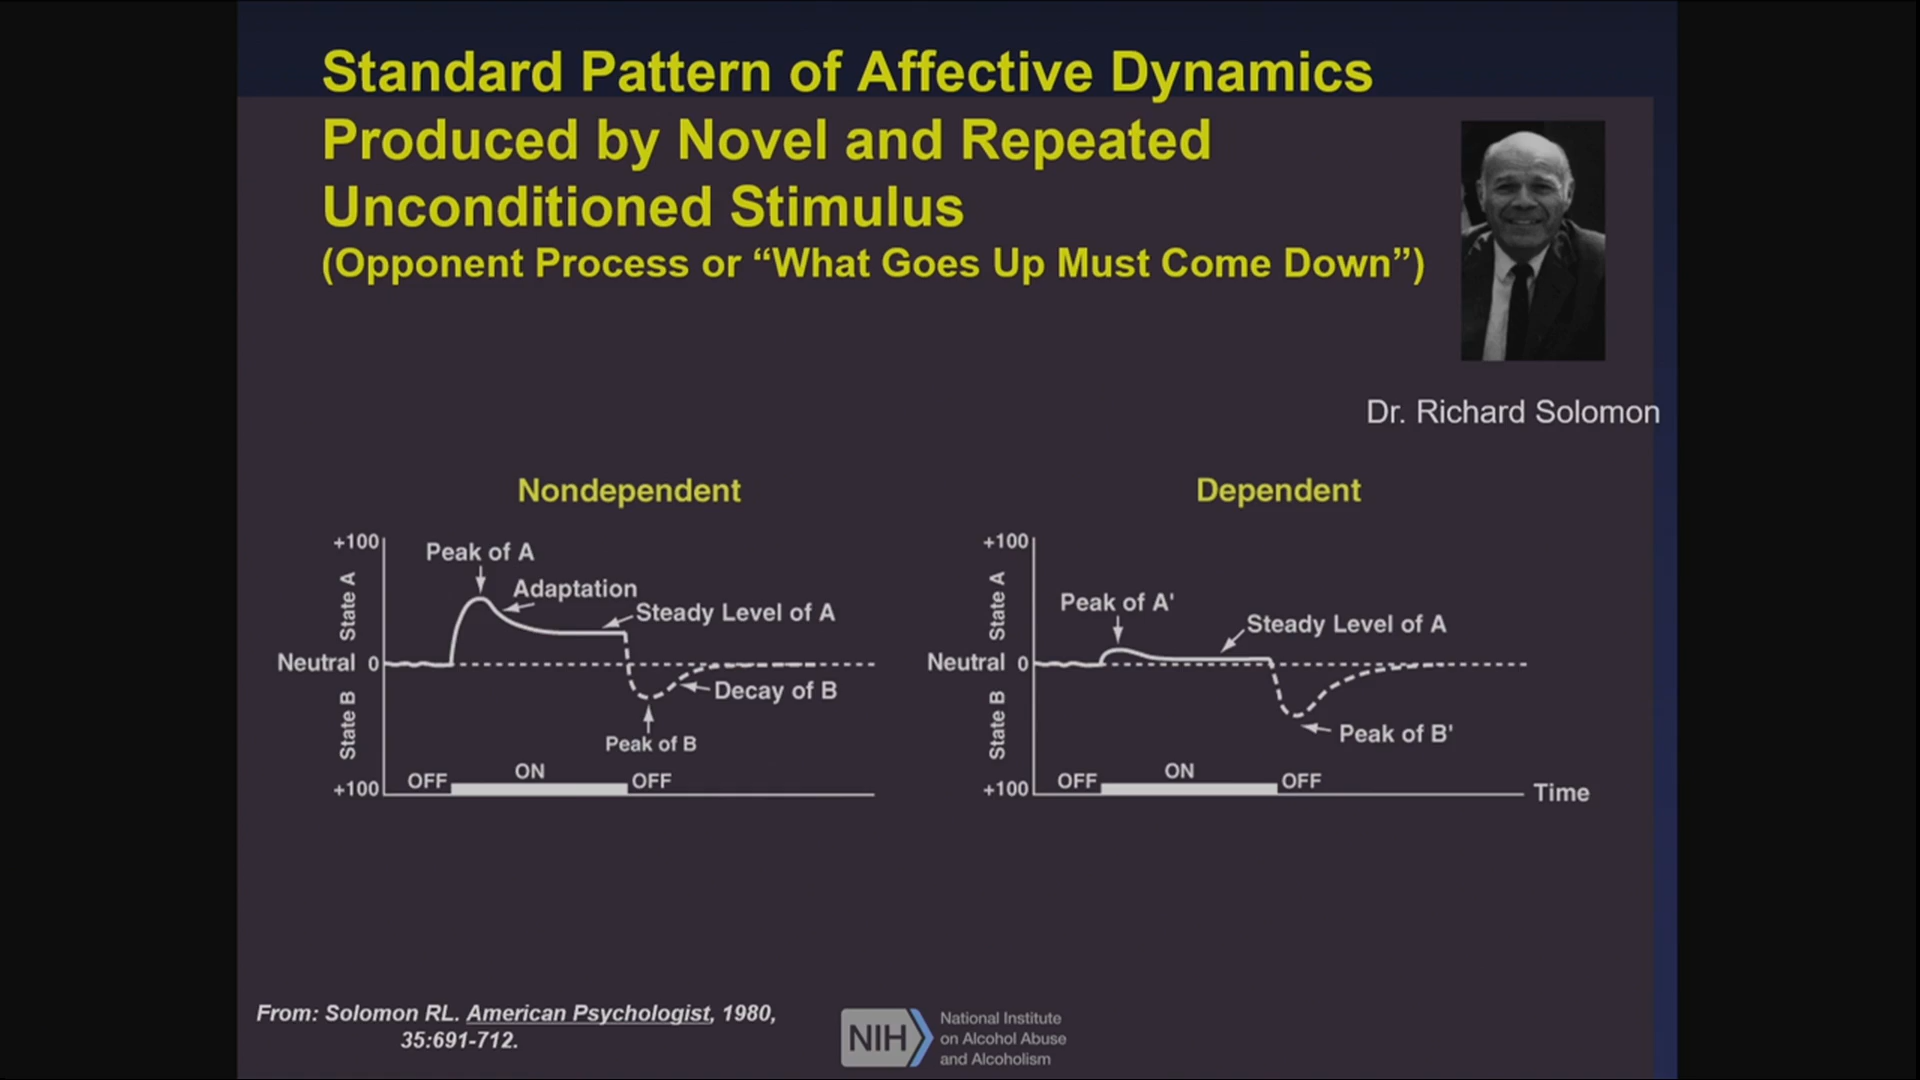 Standard Pattern of Affective Dynamics
Produced by Novel and Repeated
Unconditioned Stimulus
(Opponent Process or “What Goes Up Must Come Down”)
Dr. Richard Solomon
Nondependent
+100
Peak of A
Adaptation
Steady Level of A
State A
Neutral 0
State B
Decay of B
Peak of B
ON
+100 OFF OFF
Dependent
+100
Peak of A'
Steady Level of A
State A
Neutral 0
State B
Peak of B'
ON
+100 OFF OFF
Time
From: Solomon RL. American Psychologist, 1980,
35:691-712.
NIH
National Institute
on Alcohol Abuse
and Alcoholism